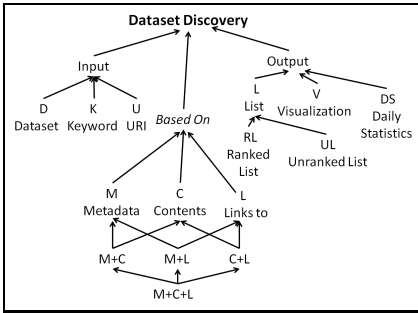 Dataset Discovery
Input
Output
D
Dataset
K
Keyword
U
URI
Based On
L
List
V
Visualization
DS
Daily
Statistics
RL
Ranked
List
UL
Unranked List
M
Metadata
C
Contents
L
Links to
M+C
M+L
C+L
M+C+L